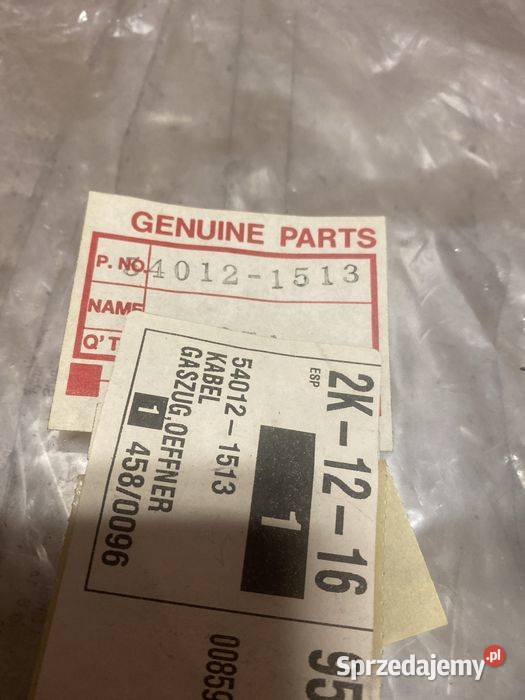 GENUINE PARTS
P. NO. 54012-1513
NAME
Q'T
2K-12-16
ESP
1
54012-1513
KABEL
GASZUG,OEFFNER
1 458/0096
95
00859
Sprzedajemy.pl